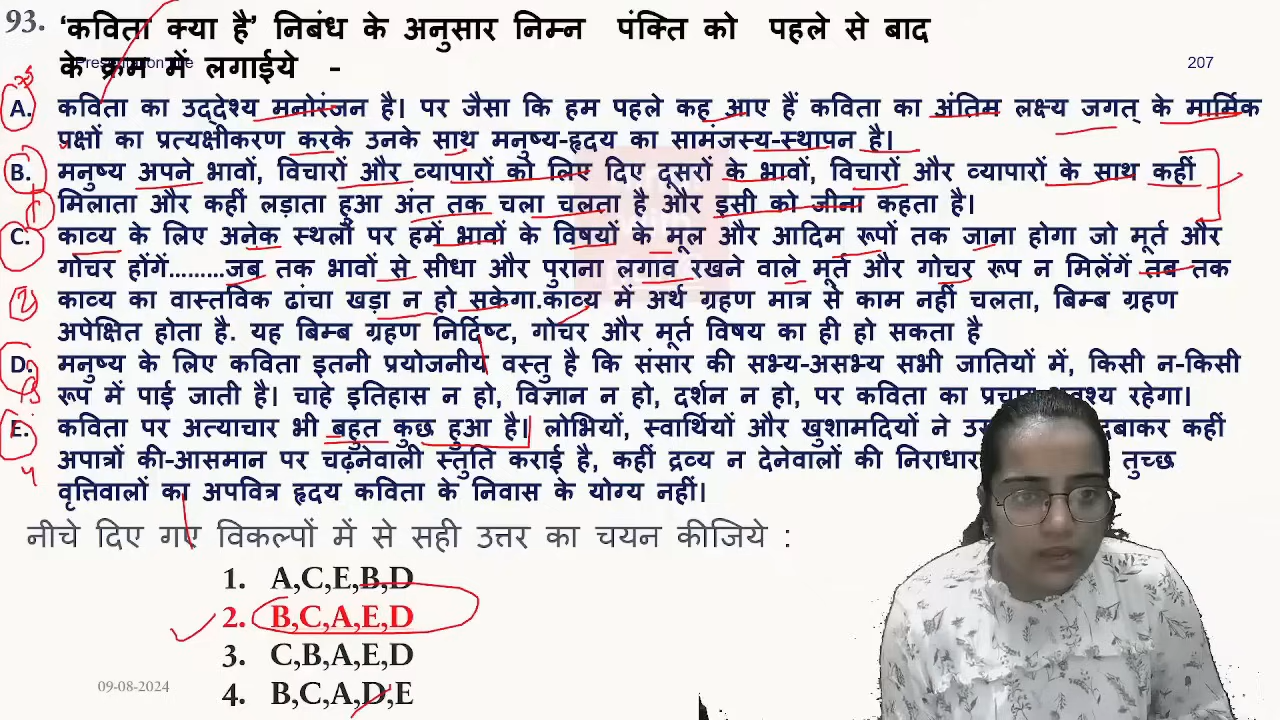 93. ‘कविता क्या है’ निबंध के अनुसार निम्न पंक्ति को पहले से बाद
के क्रम में लगाईये -
207
A. कविता का उद्देश्य मनोरंजन है। पर जैसा कि हम पहले कह आए हैं कविता का अंतिम लक्ष्य जगत् के मार्मिक
प्रक्षों का प्रत्यक्षीकरण करके उनके साथ मनुष्य-हृदय का सामंजस्य-स्थापन है।
B. मनुष्य अपने भावों, विचारों और व्यापारों को लिए दिए दूसरों के भावों, विचारों और व्यापारों के साथ कहीं
मिलाता और कहीं लड़ाता हुआ अंत तक चला चलता है और इसी को जीना कहता है।
C. काव्य के लिए अनेक स्थलों पर हमें भावों के विषयों के मूल और आदिम रूपों तक जाना होगा जो मूर्त और
गोचर होंगें.........जब तक भावों से सीधा और पुराना लगाव रखने वाले मूर्त और गोचर रूप न मिलेंगें तब तक
काव्य का वास्तविक ढांचा खड़ा न हो सकेगा.काव्य में अर्थ ग्रहण मात्र से काम नहीं चलता, बिम्ब ग्रहण
अपेक्षित होता है. यह बिम्ब ग्रहण निर्दिष्ट, गोचर और मूर्त विषय का ही हो सकता है
D. मनुष्य के लिए कविता इतनी प्रयोजनीय वस्तु है कि संसार की सभ्य-असभ्य सभी जातियों में, किसी न-किसी
रूप में पाई जाती है। चाहे इतिहास न हो, विज्ञान न हो, दर्शन न हो, पर कविता का रहेगा।
E. कविता पर अत्याचार भी बहुत कुछ हुआ है। लोभियों, स्वार्थियों और खुशामदियों ने कहीं
अपात्रों की-आसमान पर चढ़नेवाली स्तुति कराई है, कहीं द्रव्य न देनेवालों की तुच्छ
वृत्तिवालों का अपवित्र हृदय कविता के निवास के योग्य नहीं।
नीचे दिए गए विकल्पों में से सही उत्तर का चयन कीजिये :
1. A,C,E,B,D
2. B,C,A,E,D
3. C,B,A,E,D
4. B,C,A,D,E
09-08-2024